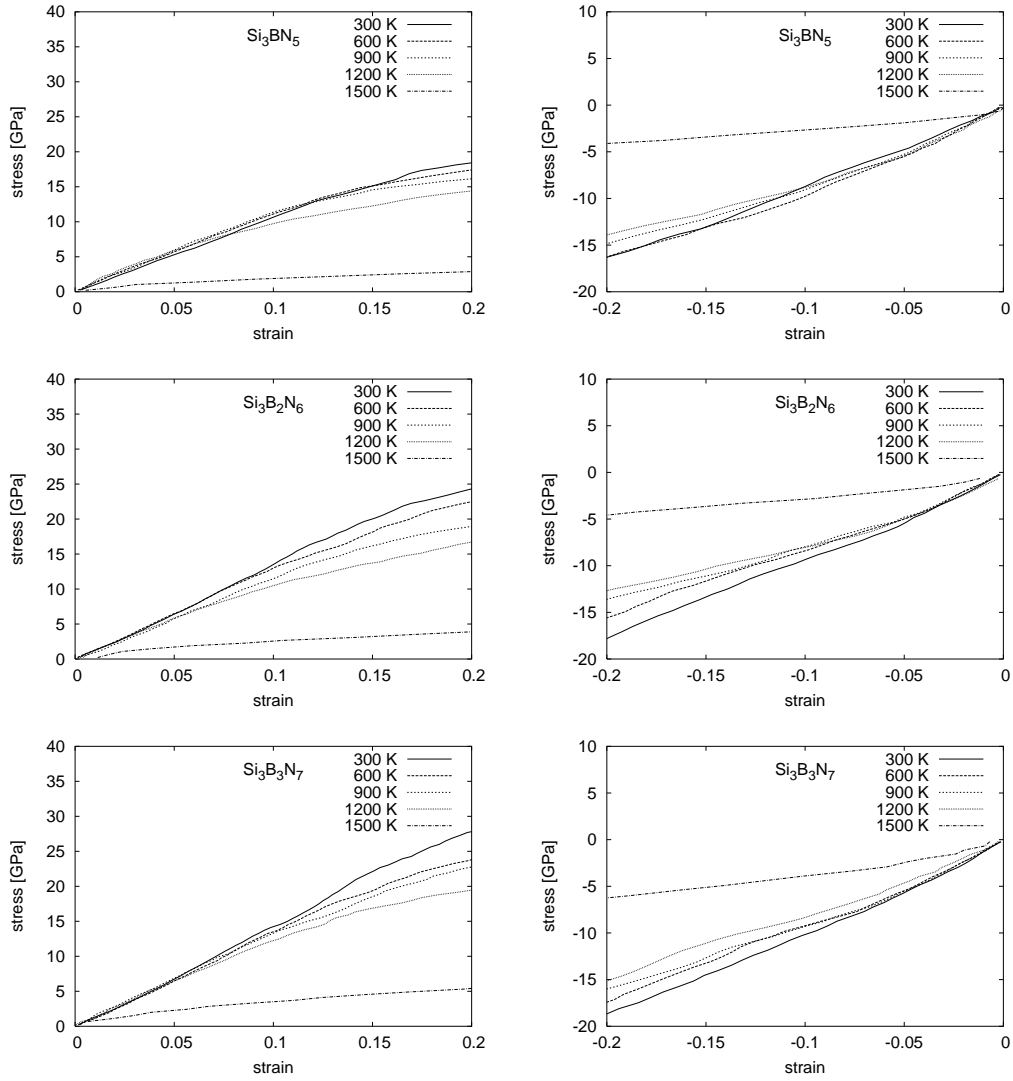 stress [GPa]
40
35
30
25
20
15
10
5
0
Si3BN5
300 K
600 K
900 K
1200 K
1500 K
0
0.05
0.1
0.15
0.2
strain
stress [GPa]
10
5
0
-5
-10
-15
-20
Si3BN5
300 K
600 K
900 K
1200 K
1500 K
-0.2
-0.15
-0.1
-0.05
0
strain
stress [GPa]
40
35
30
25
20
15
10
5
0
Si3B2N6
300 K
600 K
900 K
1200 K
1500 K
0
0.05
0.1
0.15
0.2
strain
stress [GPa]
10
5
0
-5
-10
-15
-20
Si3B2N6
300 K
600 K
900 K
1200 K
1500 K
-0.2
-0.15
-0.1
-0.05
0
strain
stress [GPa]
40
35
30
25
20
15
10
5
0
Si3B3N7
300 K
600 K
900 K
1200 K
1500 K
0
0.05
0.1
0.15
0.2
strain
stress [GPa]
10
5
0
-5
-10
-15
-20
Si3B3N7
300 K
600 K
900 K
1200 K
1500 K
-0.2
-0.15
-0.1
-0.05
0
strain